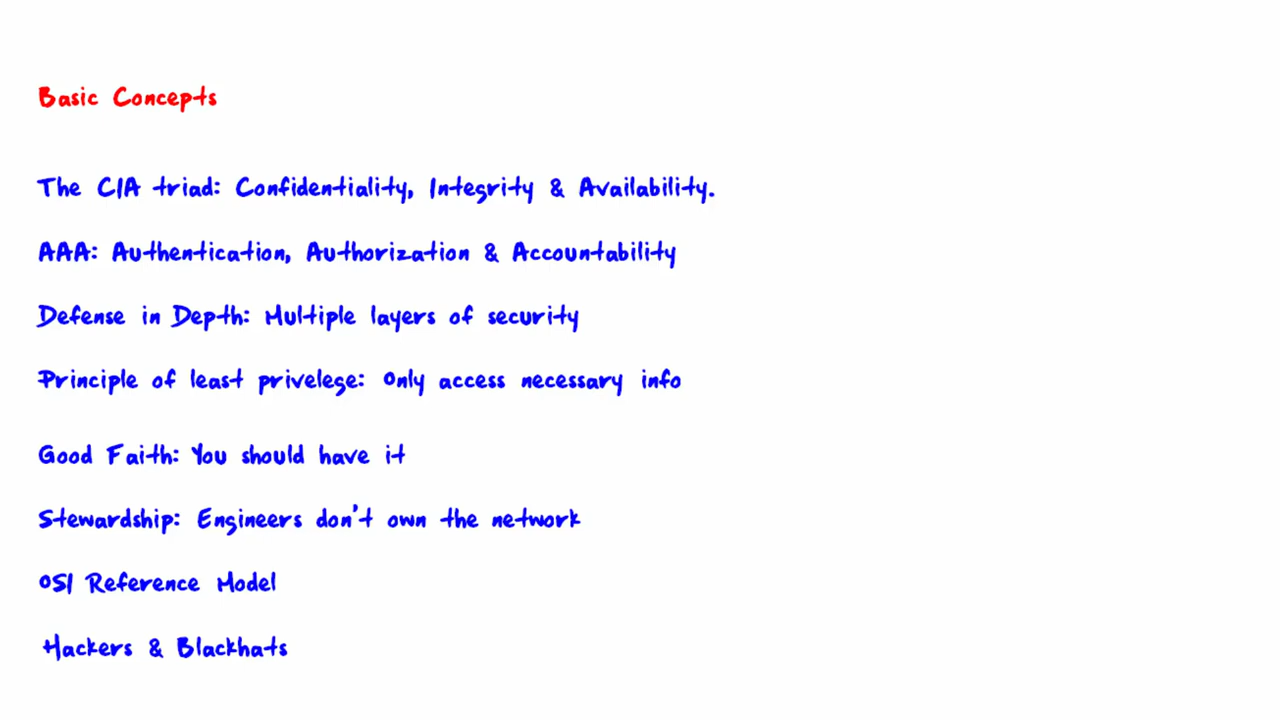 Basic Concepts
The CIA triad: Confidentiality, Integrity & Availability.
AAA: Authentication, Authorization & Accountability
Defense in Depth: Multiple layers of security
Principle of least privelege: Only access necessary info
Good Faith: You should have it
Stewardship: Engineers don't own the network
OSI Reference Model
Hackers & Blackhats